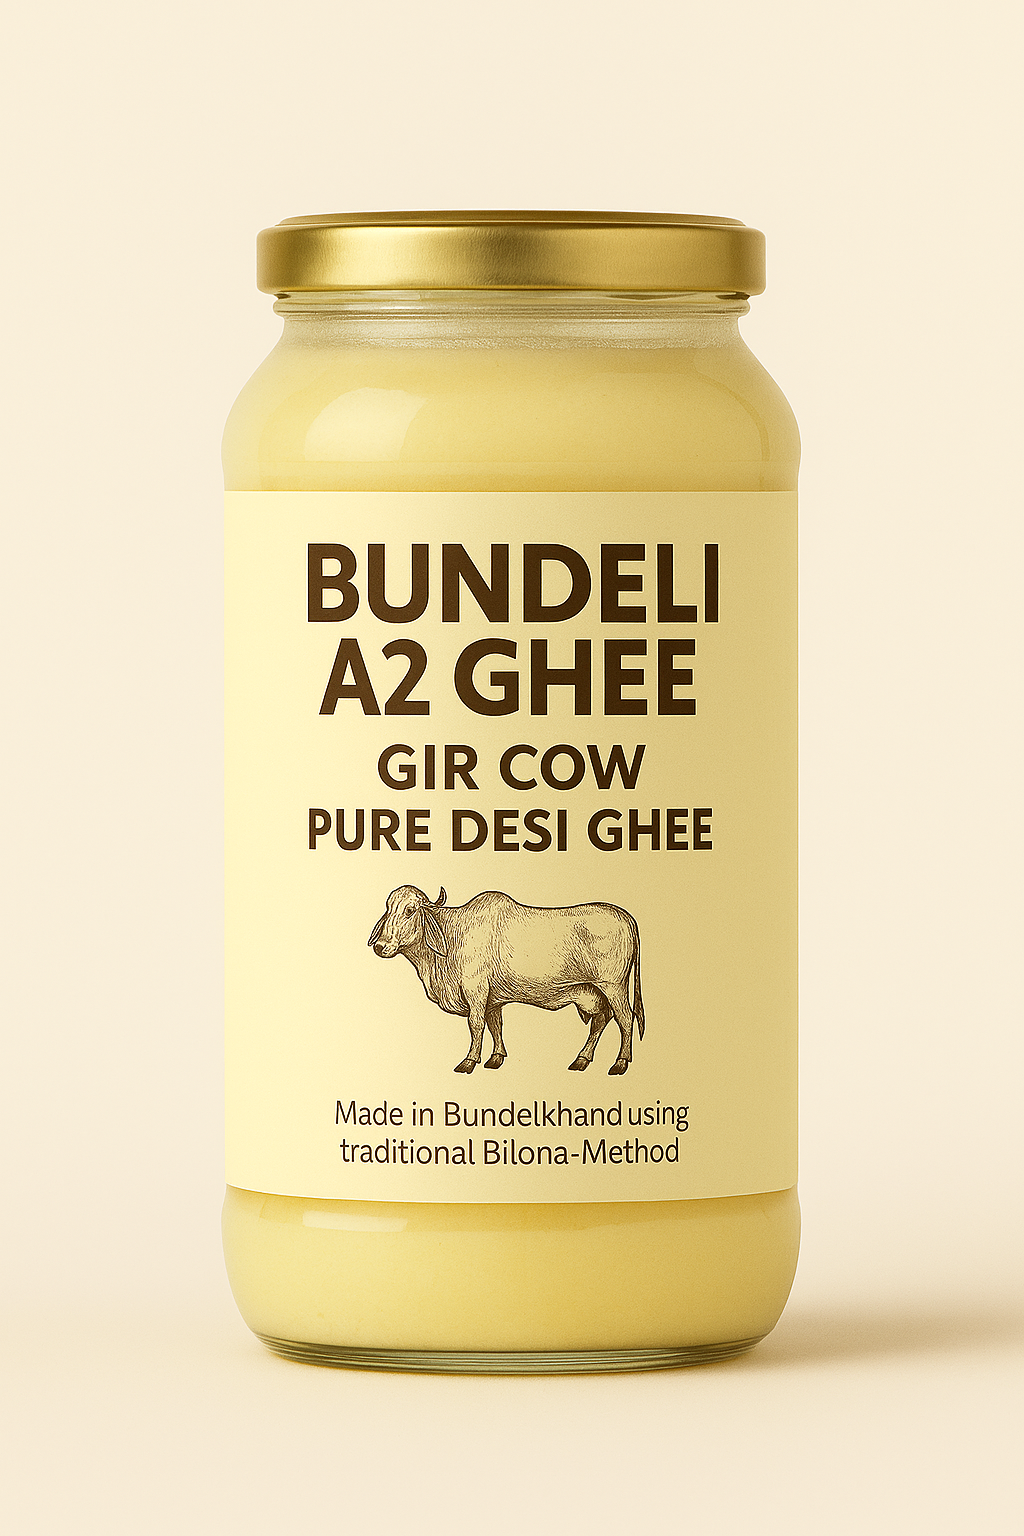 BUNDELI
A2 GHEE
GIR COW
PURE DESI GHEE
Made in Bundelkhand using
traditional Bilona-Method